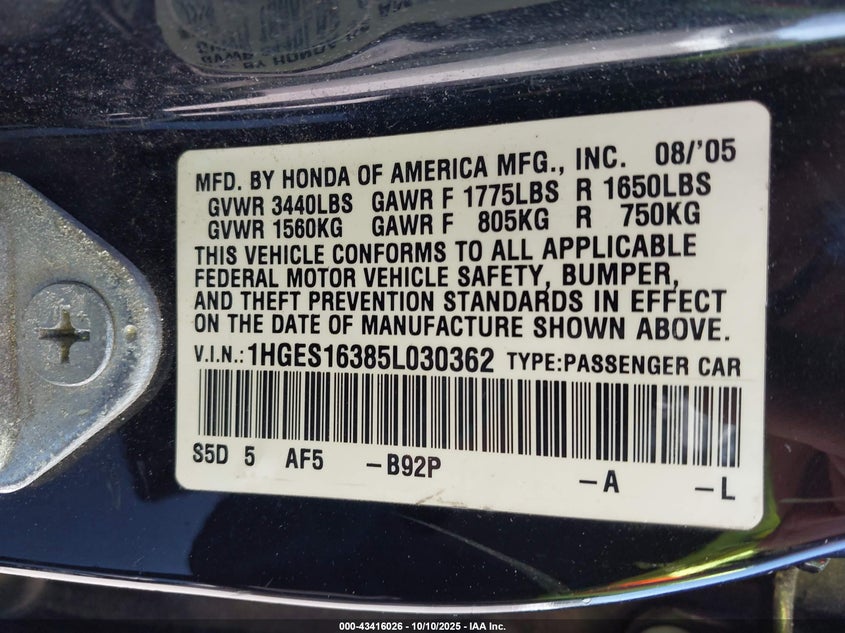 MFD. BY HONDA OF AMERICA MFG., INC. 08/'05
GVWR 3440LBS GAWR F 1775LBS R 1650LBS
GVWR 1560KG GAWR F 805KG R 750KG
THIS VEHICLE CONFORMS TO ALL APPLICABLE
FEDERAL MOTOR VEHICLE SAFETY, BUMPER,
AND THEFT PREVENTION STANDARDS IN EFFECT
ON THE DATE OF MANUFACTURE SHOWN ABOVE.
V.I.N.: 1HGES16385L030362 TYPE:PASSENGER CAR
S5D 5 AF5 -B92P -A -L
000-43416026 - 10/10/2025 - IAA Inc.